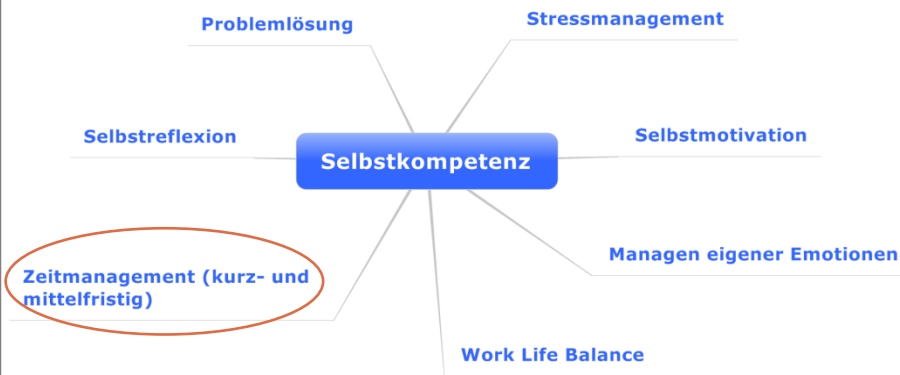 Problemlösung
Stressmanagement
Selbstreflexion
Selbstkompetenz
Selbstmotivation
Zeitmanagement (kurz- und
mittelfristig)
Managen eigener Emotionen
Work Life Balance